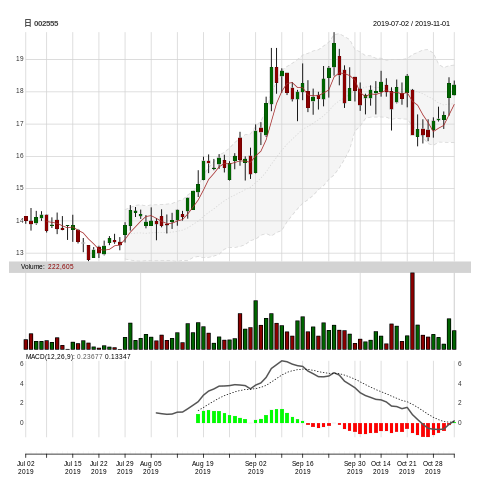 日 002555 2019-07-02 / 2019-11-01
19
18
17
16
15
14
13
Volume: 222,605
MACD(12,26,9): 0.23677 0.13347
6 6
4 4
2 2
0 0
Jul 02 Jul 15 Jul 22 Jul 29 Aug 05 Aug 19 Sep 02 Sep 16 Sep 30 Oct 14 Oct 21 Oct 28
2019 2019 2019 2019 2019 2019 2019 2019 2019 2019 2019 2019